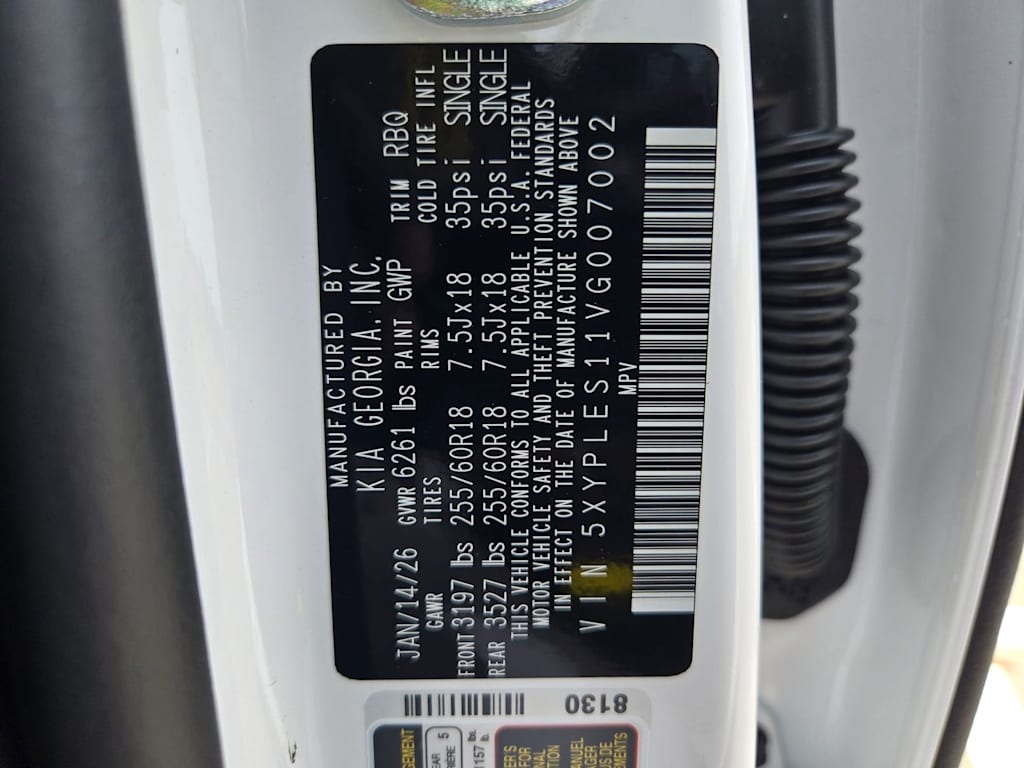 MANUFACTURED BY
KIA GEORGIA, INC.
JAN/14/26 GVWR 6261 lbs PAINT GWP TRIM RBQ
GAWR TIRES RIMS COLD TIRE INFL
FRONT 3197 lbs 255/60R18 7.5Jx18 35psi SINGLE
REAR 3527 lbs 255/60R18 7.5Jx18 35psi SINGLE
THIS VEHICLE CONFORMS TO ALL APPLICABLE U.S.A. FEDERAL
MOTOR VEHICLE SAFETY AND THEFT PREVENTION STANDARDS
IN EFFECT ON THE DATE OF MANUFACTURE SHOWN ABOVE
VIN 5XYPLES11VG007002
MPV
8130
5
1157 lb.